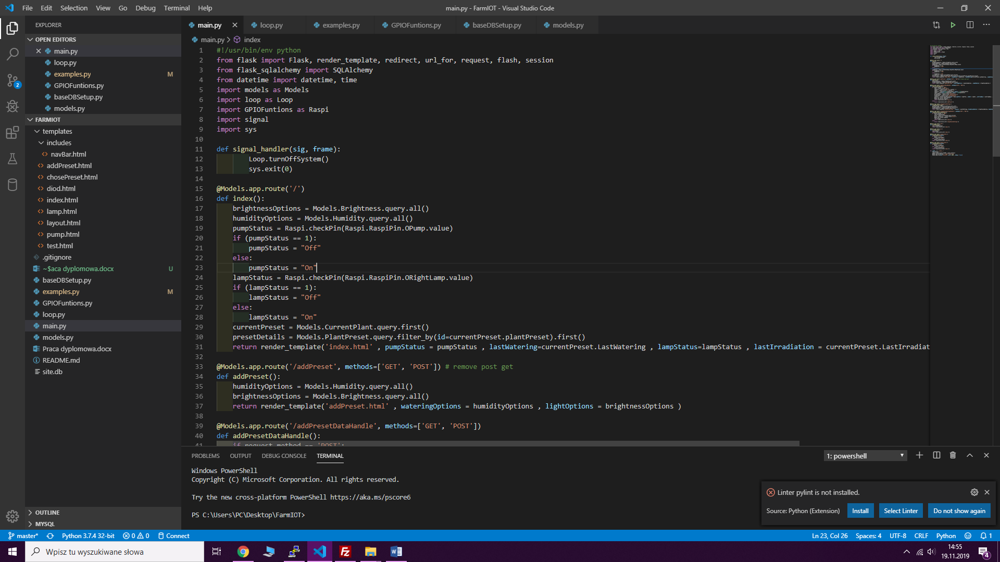 File Edit Selection View Go Debug Terminal Help
main.py - FarmIOT - Visual Studio Code
EXPLORER
OPEN EDITORS
main.py
loop.py
examples.py M
GPIOFuntions.py
baseDBSetup.py
models.py
FARMIOT
templates
includes
navBar.html
addPreset.html
chosePreset.html
diod.html
index.html
lamp.html
layout.html
pump.html
test.html
.gitignore
~$aca dyplomowa.docx U
baseDBSetup.py
examples.py M
GPIOFuntions.py
loop.py
main.py
models.py
Praca dyplomowa.docx
README.md
site.db
OUTLINE
MYSQL
2
main.py loop.py examples.py GPIOFuntions.py baseDBSetup.py models.py
main.py > index
1 #!/usr/bin/env python
2 from flask import Flask, render_template, redirect, url_for, request, flash, session
3 from flask_sqlalchemy import SQLAlchemy
4 from datetime import datetime, time
5 import models as Models
6 import loop as Loop
7 import GPIOFuntions as Raspi
8 import signal
9 import sys
10
11 def signal_handler(sig, frame):
12 Loop.turnOffSystem()
13 sys.exit(0)
14
15 @Models.app.route('/')
16 def index():
17 brightnessOptions = Models.Brightness.query.all()
18 humidityOptions = Models.Humidity.query.all()
19 pumpStatus = Raspi.checkPin(Raspi.RaspiPin.OPump.value)
20 if (pumpStatus == 1):
21 pumpStatus = "Off"
22 else:
23 pumpStatus = "On"
24 lampStatus = Raspi.checkPin(Raspi.RaspiPin.ORightLamp.value)
25 if (lampStatus == 1):
26 lampStatus = "Off"
27 else:
28 lampStatus = "On"
29 currentPreset = Models.CurrentPlant.query.first()
30 presetDetails = Models.PlantPreset.query.filter_by(id=currentPreset.plantPreset).first()
31 return render_template('index.html' , pumpStatus = pumpStatus , lastWatering=currentPreset.LastWatering , lampStatus=lampStatus , lastIrradiation = currentPreset.LastIrradiat
32
33 @Models.app.route('/addPreset', methods=['GET', 'POST']) # remove post get
34 def addPreset():
35 humidityOptions = Models.Humidity.query.all()
36 brightnessOptions = Models.Brightness.query.all()
37 return render_template('addPreset.html' , wateringOptions = humidityOptions , lightOptions = brightnessOptions )
38
39 @Models.app.route('/addPresetDataHandle', methods=['GET', 'POST'])
40 def addPresetDataHandle():
41 if request.method == 'POST':
PROBLEMS OUTPUT DEBUG CONSOLE TERMINAL
1: powershell
Windows PowerShell
Copyright (C) Microsoft Corporation. All rights reserved.
Try the new cross-platform PowerShell https://aka.ms/pscore6
PS C:\Users\PC\Desktop\FarmIOT>
Linter pylint is not installed.
Source: Python (Extension) Install Select Linter Do not show again
master* Python 3.7.4 32-bit 0 0 Connect
Ln 23, Col 26 Spaces: 4 UTF-8 CRLF Python 1
Wpisz tu wyszukiwane słowa
14:55
19.11.2019
4